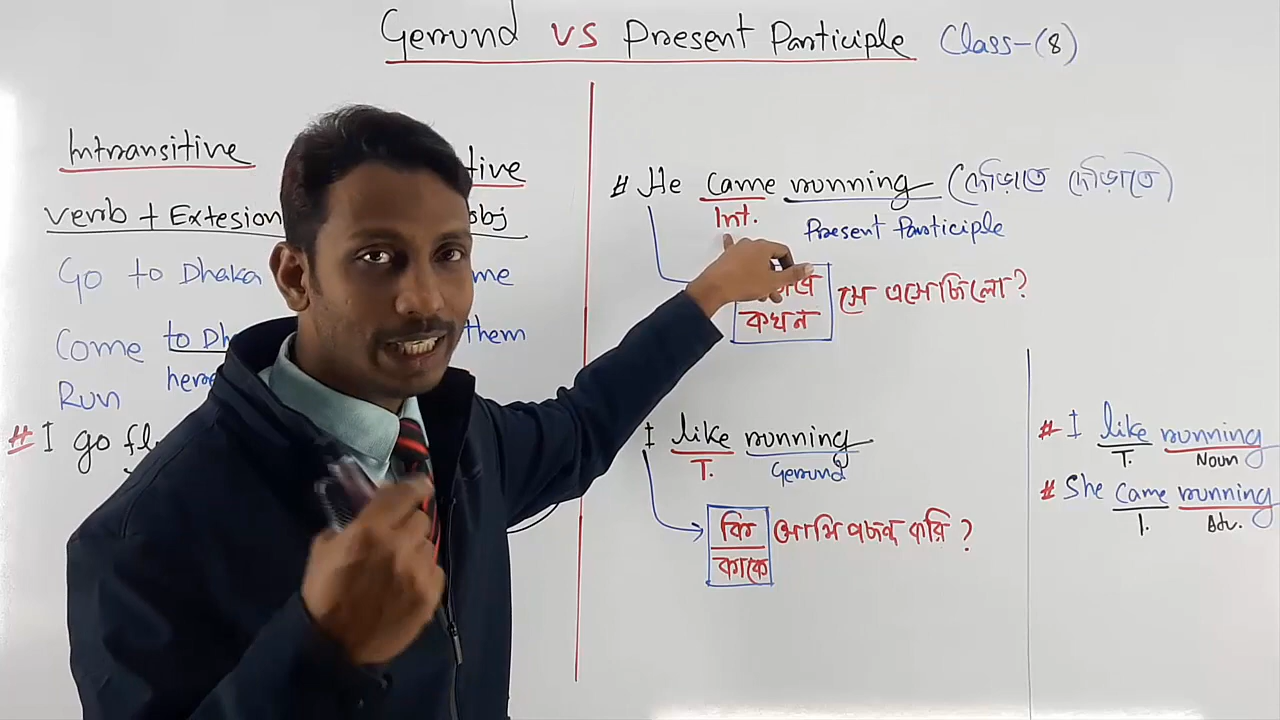 Gerund vs Present Participle Class-(8)
Intransitive
verb + Extesion
Go to Dhaka
Come to Dha
here
Run
# I go
tive
obj
me
them
# He came running (দৌড়াতে দৌড়াতে)
Int. Present Participle
কখন
সে এসেছিলো?
I like running
T. Gerund
কি
কাকে
আমি পছন্দ করি ?
# I like running
T. Noun
# She came running
I. Adv.